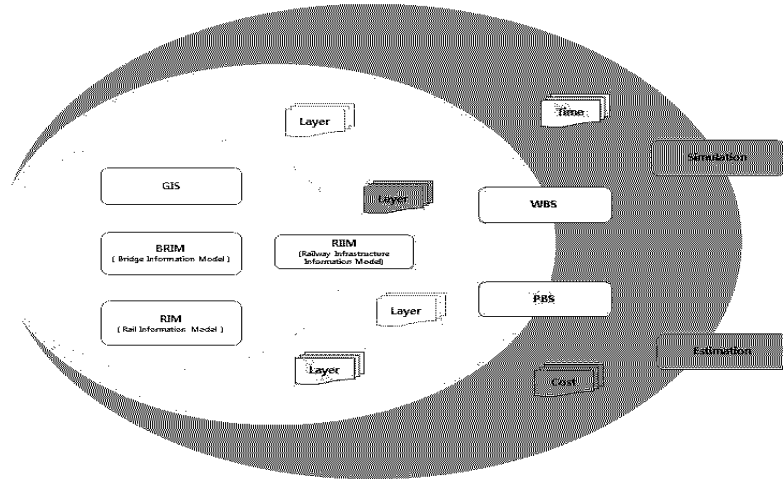 Layer
Time
Simulation
GIS
Layer
WBS
BRIM
( Bridge Information Model )
RIIM
(Railway Infrastructure
Information Model)
Layer
PBS
RIM
( Rail Information Model )
Estimation
Layer
Cost